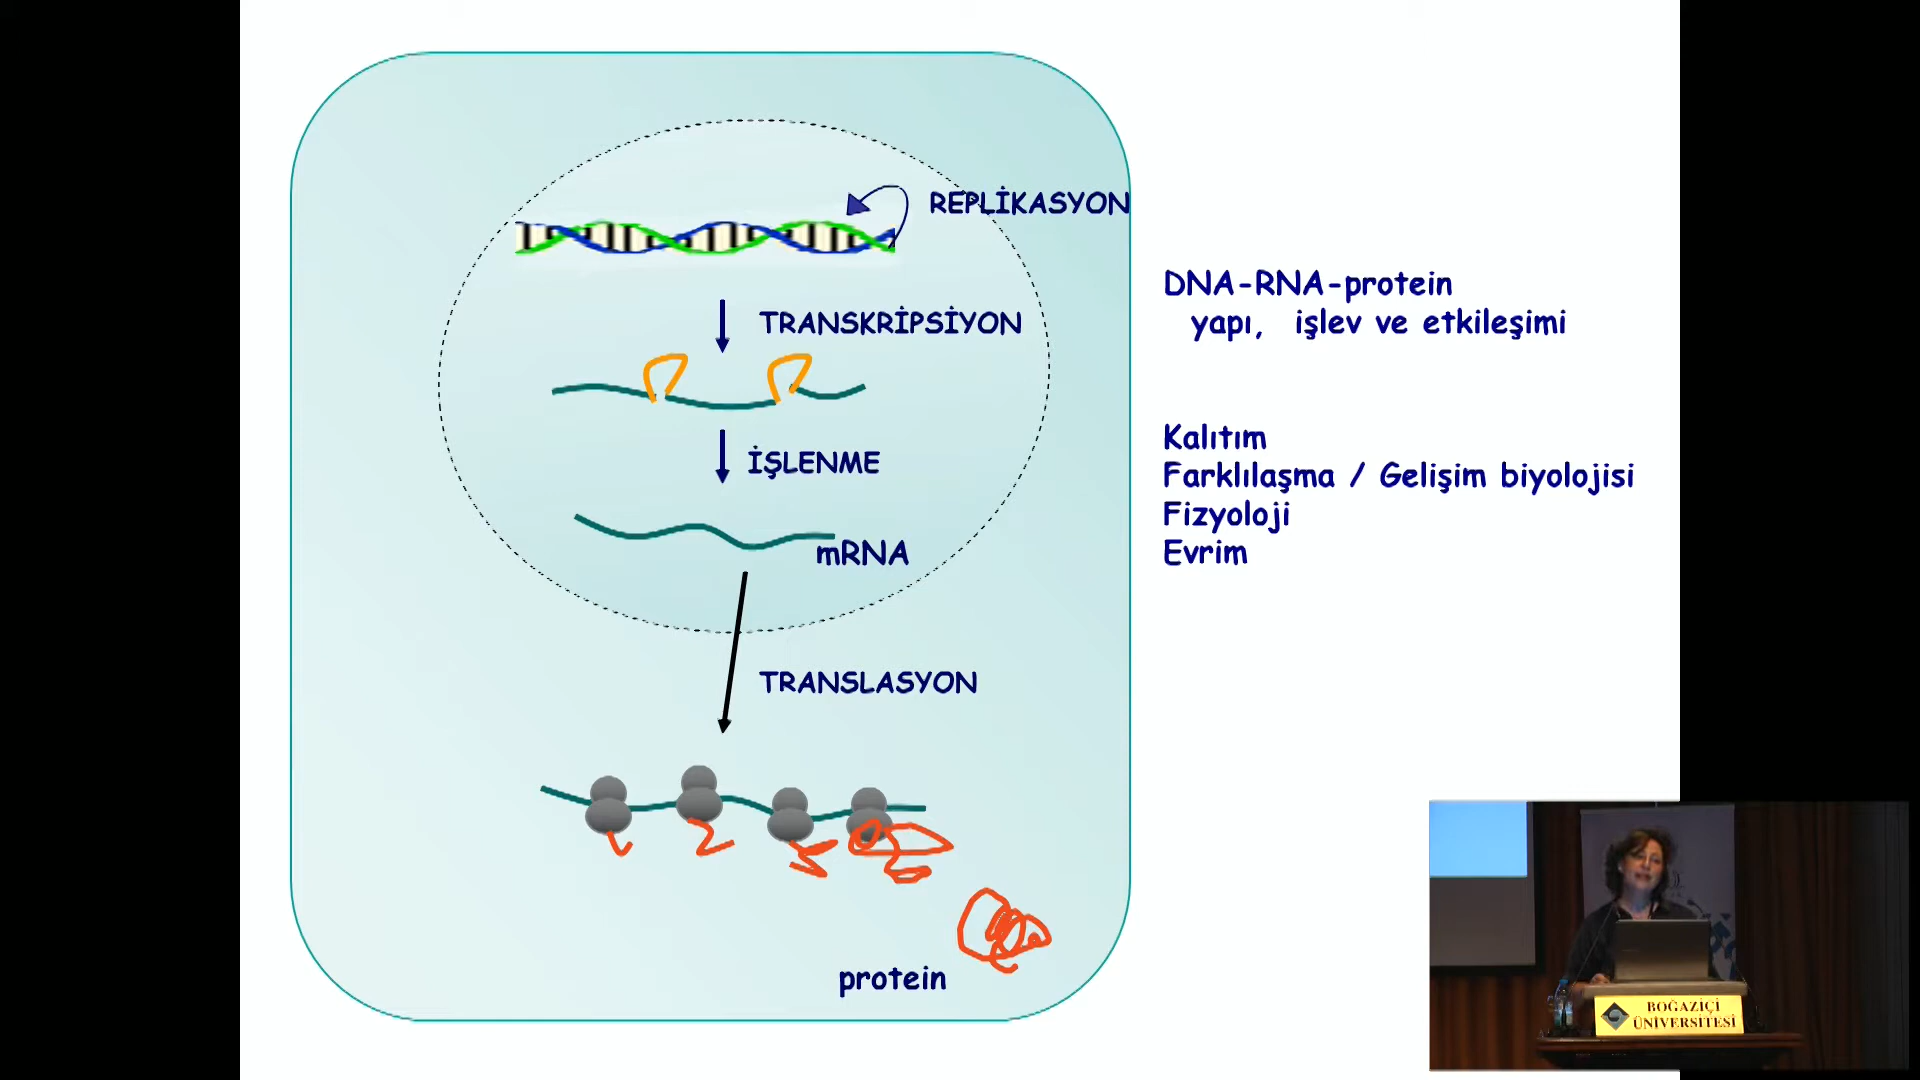 REPLİKASYON
TRANSKRİPSİYON
İŞLENME
mRNA
TRANSLASYON
protein
DNA-RNA-protein
yapı, işlev ve etkileşimi
Kalıtım
Farklılaşma / Gelişim biyolojisi
Fizyoloji
Evrim
BOĞAZİÇİ
ÜNİVERSİTESİ